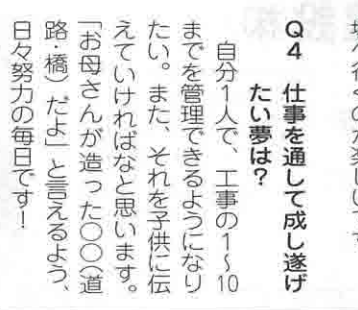 Q4　仕事を通して成し遂げ
たい夢は？
　自分1人で、工事の1～10
までを管理できるようになり
たい。また、それを子供に伝
えていければなと思います。
「お母さんが造った○○（道
路・橋）だよ」と言えるよう、
日々努力の毎日です！